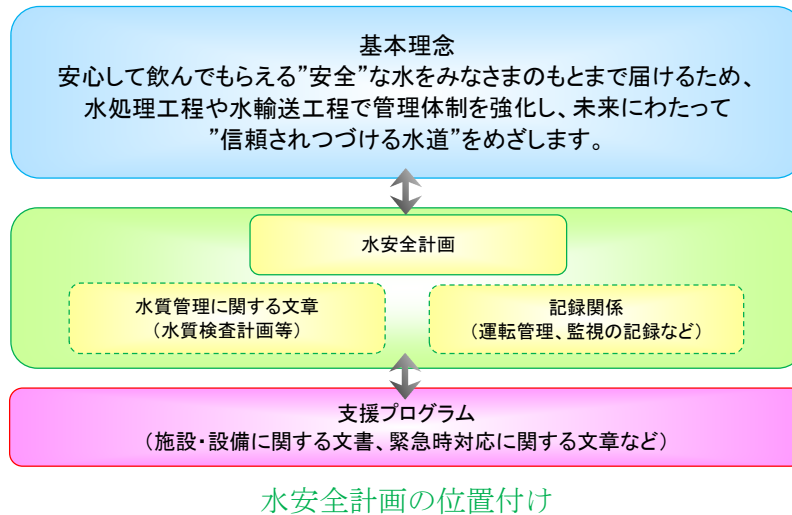 基本理念
安心して飲んでもらえる”安全”な水をみなさまのもとまで届けるため、
水処理工程や水輸送工程で管理体制を強化し、未来にわたって
”信頼されつづける水道”をめざします。
水安全計画
水質管理に関する文章
（水質検査計画等）
記録関係
（運転管理、監視の記録など）
支援プログラム
（施設・設備に関する文書、緊急時対応に関する文章など）
水安全計画の位置付け